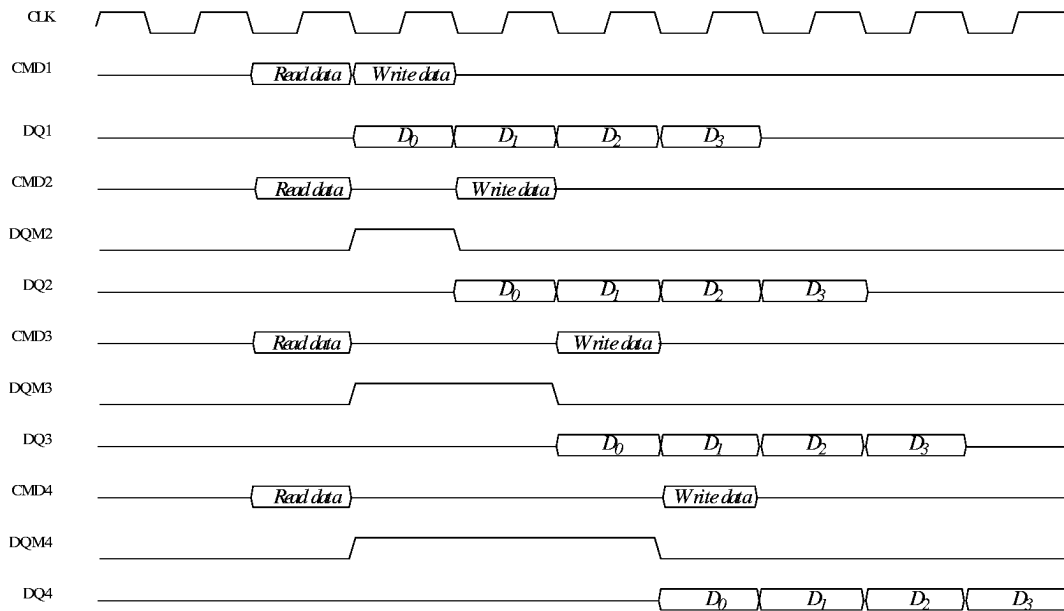 CLK
CMD1 Read data Write data
DQ1 D0 D1 D2 D3
CMD2 Read data Write data
DQM2
DQ2 D0 D1 D2 D3
CMD3 Read data Write data
DQM3
DQ3 D0 D1 D2 D3
CMD4 Read data Write data
DQM4
DQ4 D0 D1 D2 D3